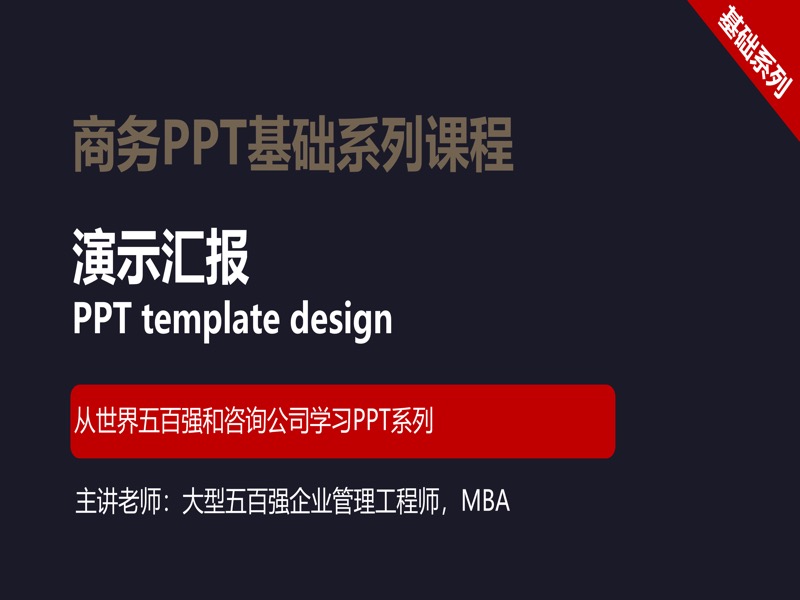 基础系列
商务PPT基础系列课程
演示汇报
PPT template design
从世界五百强和咨询公司学习PPT系列
主讲老师：大型五百强企业管理工程师，MBA